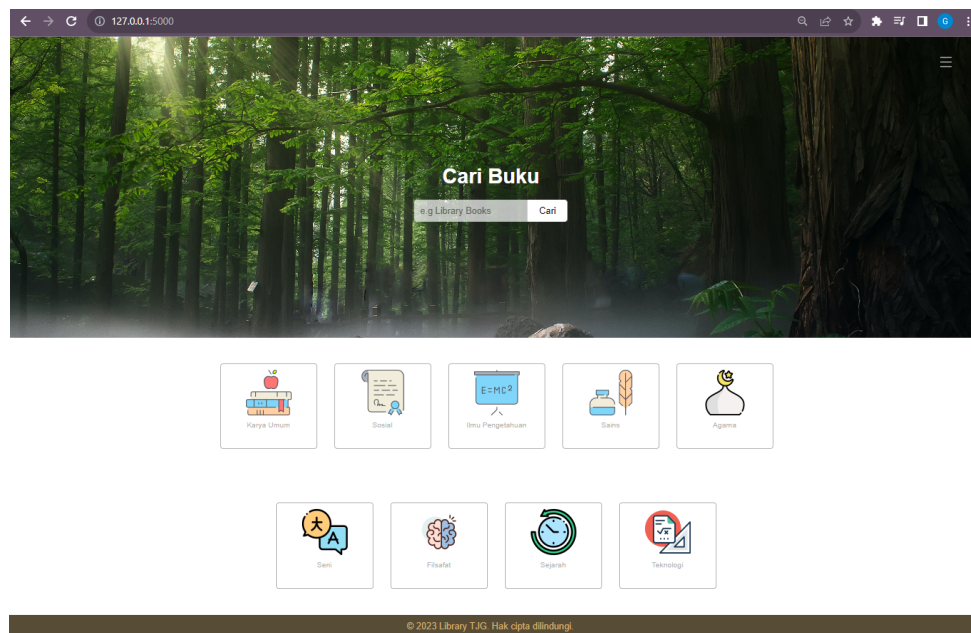 127.0.0.1:5000
G
Cari Buku
e.g Library Books
Cari
E=MC²
Karya Umum
Sosial
Ilmu Pengetahuan
Sains
Agama
大
A
√x
Seni
Filsafat
Sejarah
Teknologi
© 2023 Library TJG. Hak cipta dilindungi.